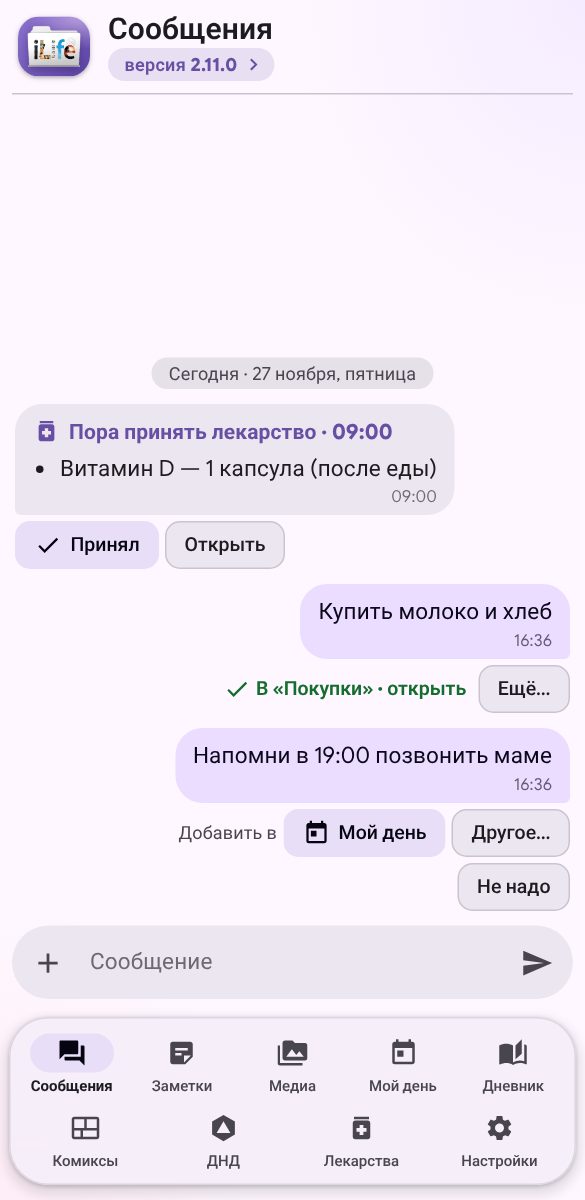 iLife
Сообщения
версия 2.11.0
Сегодня · 27 ноября, пятница
Пора принять лекарство · 09:00
• Витамин D — 1 капсула (после еды)
09:00
Принял
Открыть
Купить молоко и хлеб
16:36
В «Покупки» · открыть
Ещё...
Напомни в 19:00 позвонить маме
16:36
Добавить в
Мой день
Другое...
Не надо
Сообщение
Сообщения
Заметки
Медиа
Мой день
Дневник
Комиксы
ДНД
Лекарства
Настройки